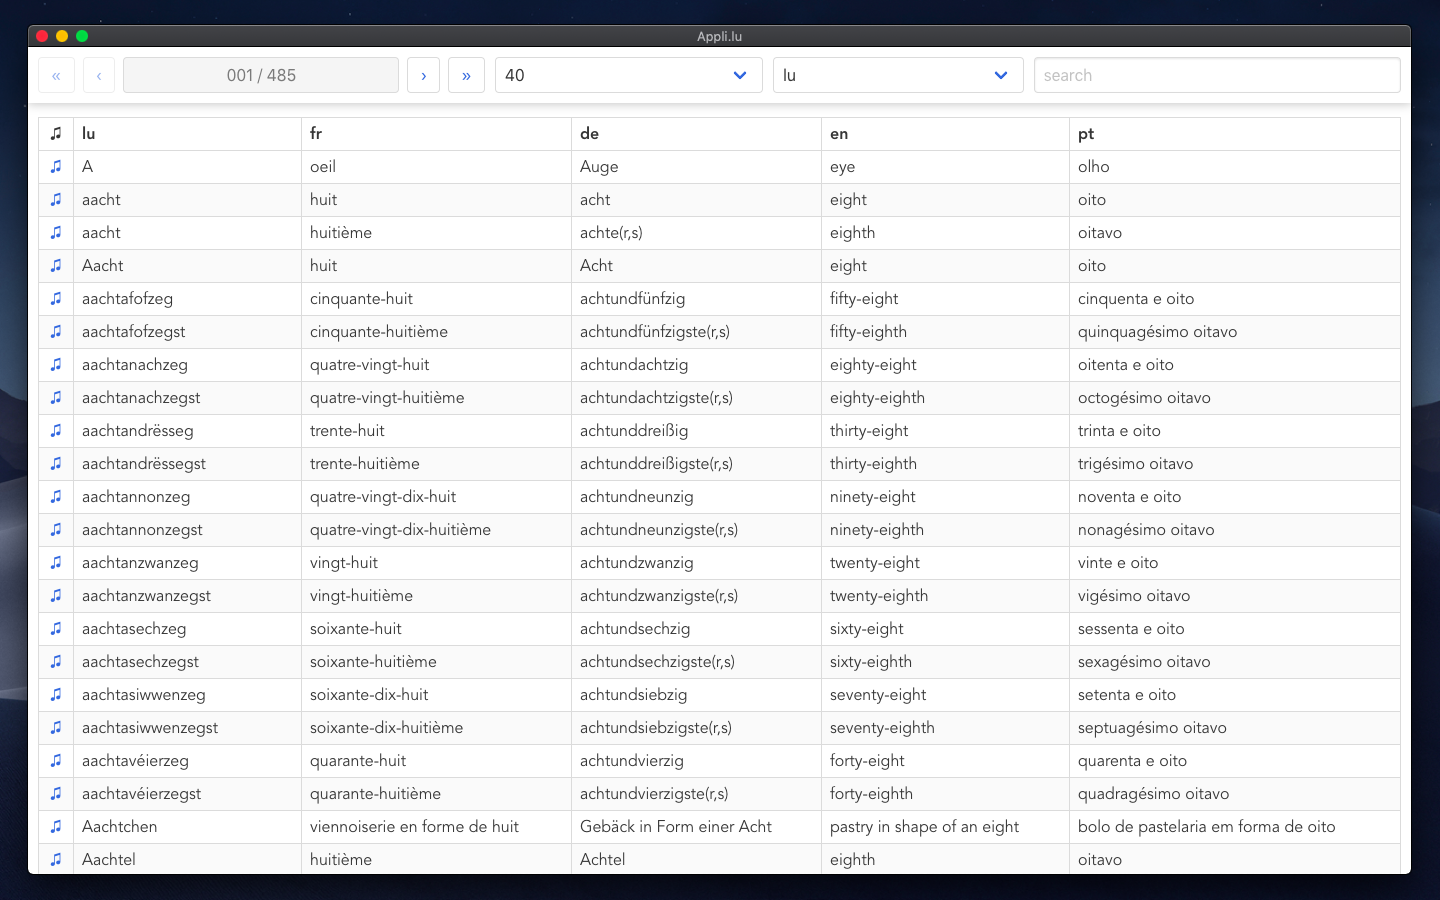 Appli.lu
« ‹ 001 / 485 › » 40 lu search
♫ lu fr de en pt
♫ A oeil Auge eye olho
♫ aacht huit acht eight oito
♫ aacht huitième achte(r,s) eighth oitavo
♫ Aacht huit Acht eight oito
♫ aachtafofzeg cinquante-huit achtundfünfzig fifty-eight cinquenta e oito
♫ aachtafofzegst cinquante-huitième achtundfünfzigste(r,s) fifty-eighth quinquagésimo oitavo
♫ aachtanachzeg quatre-vingt-huit achtundachtzig eighty-eight oitenta e oito
♫ aachtanachzegst quatre-vingt-huitième achtundachtzigste(r,s) eighty-eighth octogésimo oitavo
♫ aachtandrësseg trente-huit achtunddreißig thirty-eight trinta e oito
♫ aachtandrëssegst trente-huitième achtunddreißigste(r,s) thirty-eighth trigésimo oitavo
♫ aachtannonzeg quatre-vingt-dix-huit achtundneunzig ninety-eight noventa e oito
♫ aachtannonzegst quatre-vingt-dix-huitième achtundneunzigste(r,s) ninety-eighth nonagésimo oitavo
♫ aachtanzwanzeg vingt-huit achtundzwanzig twenty-eight vinte e oito
♫ aachtanzwanzegst vingt-huitième achtundzwanzigste(r,s) twenty-eighth vigésimo oitavo
♫ aachtasechzeg soixante-huit achtundsechzig sixty-eight sessenta e oito
♫ aachtasechzegst soixante-huitième achtundsechzigste(r,s) sixty-eighth sexagésimo oitavo
♫ aachtasiwwenzeg soixante-dix-huit achtundsiebzig seventy-eight setenta e oito
♫ aachtasiwwenzegst soixante-dix-huitième achtundsiebzigste(r,s) seventy-eighth septuagésimo oitavo
♫ aachtavéierzeg quarante-huit achtundvierzig forty-eight quarenta e oito
♫ aachtavéierzegst quarante-huitième achtundvierzigste(r,s) forty-eighth quadragésimo oitavo
♫ Aachtchen viennoiserie en forme de huit Gebäck in Form einer Acht pastry in shape of an eight bolo de pastelaria em forma de oito
♫ Aachtel huitième Achtel eighth oitavo